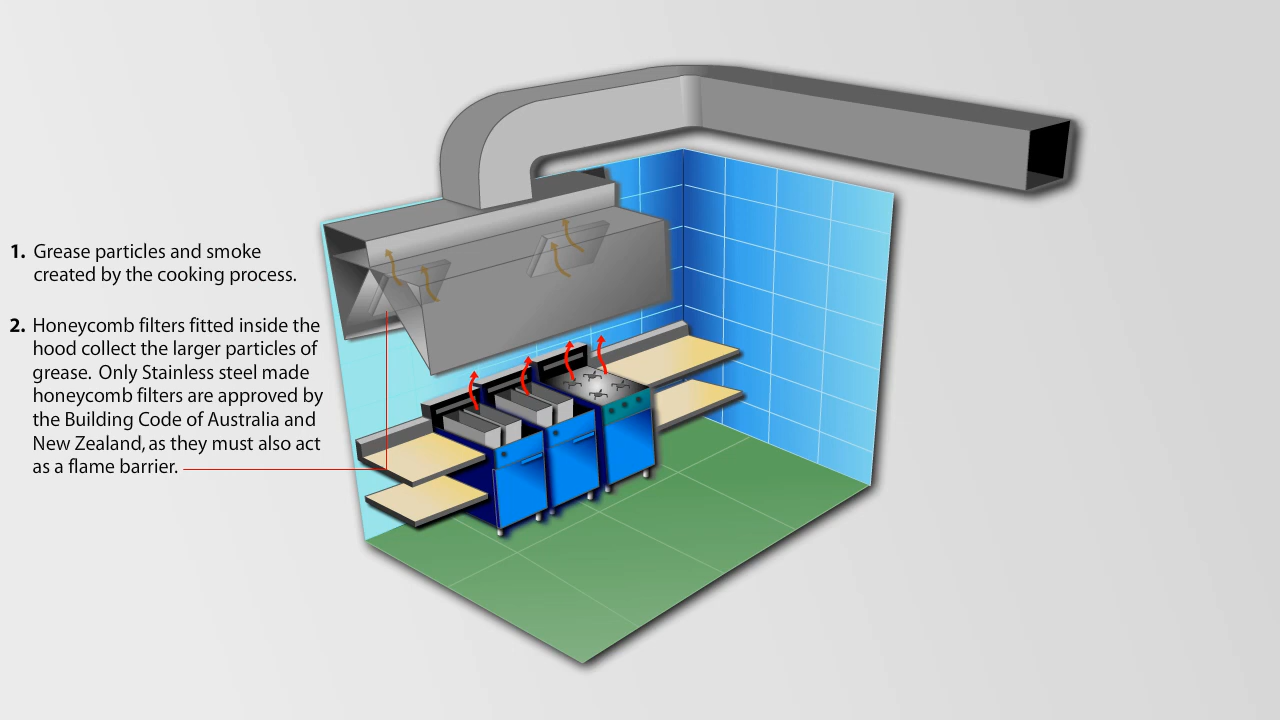 1. Grease particles and smoke
created by the cooking process.
2. Honeycomb filters fitted inside the
hood collect the larger particles of
grease. Only Stainless steel made
honeycomb filters are approved by
the Building Code of Australia and
New Zealand, as they must also act
as a flame barrier.